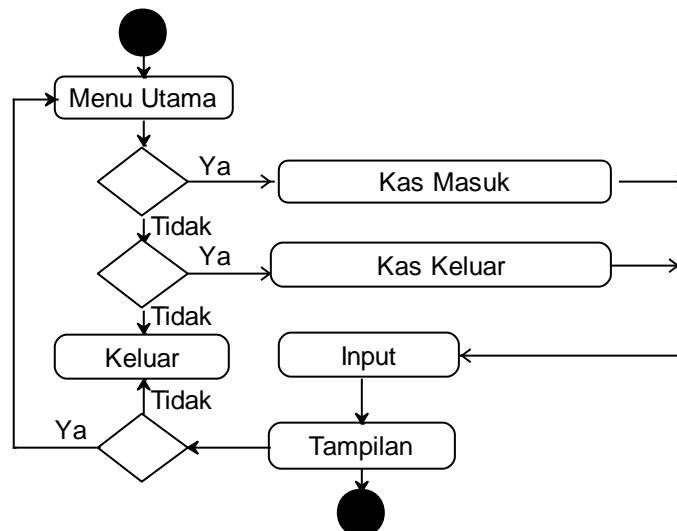 Menu Utama
Ya
Kas Masuk
Tidak
Ya
Kas Keluar
Tidak
Keluar
Input
Tidak
Ya
Tampilan